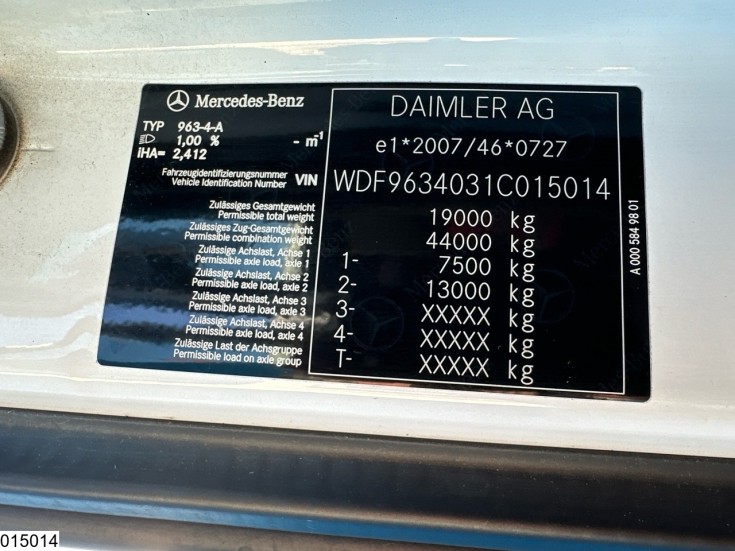 Mercedes-Benz
TYP 963-4-A
1,00 % - m-1
iHA= 2,412
Fahrzeugidentifizierungsnummer
Vehicle Identification Number VIN
Zulässiges Gesamtgewicht
Permissible total weight
Zulässiges Zug-Gesamtgewicht
Permissible combination weight
Zulässige Achslast, Achse 1
Permissible axle load, axle 1
Zulässige Achslast, Achse 2
Permissible axle load, axle 2
Zulässige Achslast, Achse 3
Permissible axle load, axle 3
Zulässige Achslast, Achse 4
Permissible axle load, axle 4
Zulässige Last der Achsgruppe
Permissible load on axle group
DAIMLER AG
e1*2007/46*0727
WDF9634031C015014
19000 kg
44000 kg
1- 7500 kg
2- 13000 kg
3- XXXXX kg
4- XXXXX kg
T- XXXXX kg
A 000 584 98 01
015014